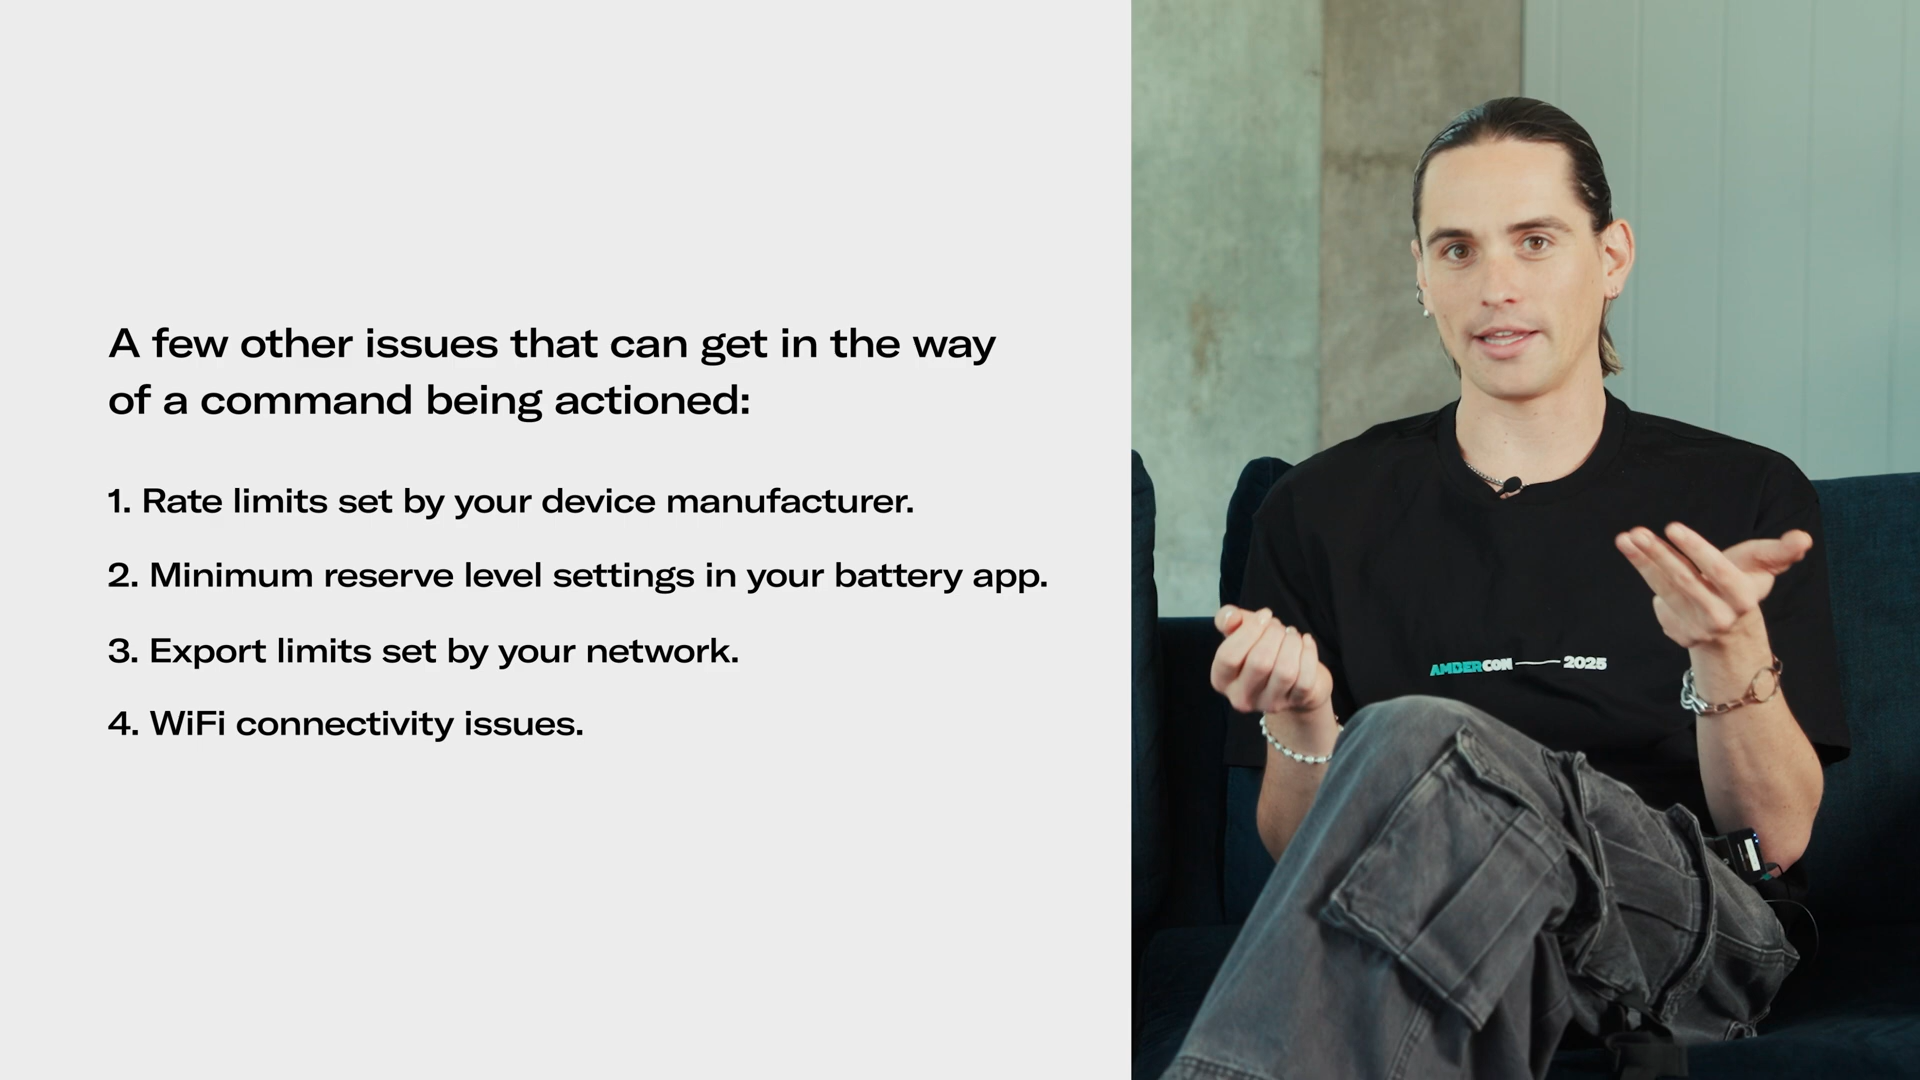 A few other issues that can get in the way
of a command being actioned:
1. Rate limits set by your device manufacturer.
2. Minimum reserve level settings in your battery app.
3. Export limits set by your network.
4. WiFi connectivity issues.
AMDERCON — 2025